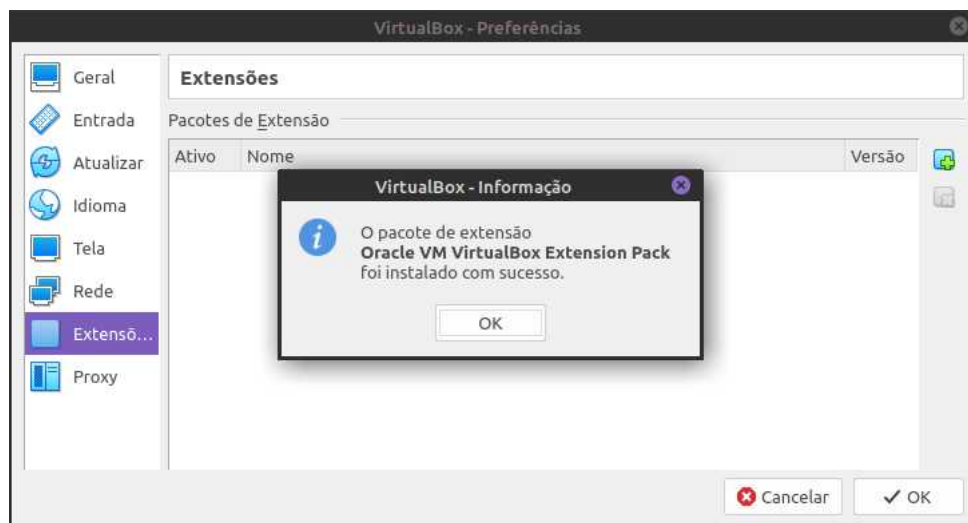 VirtualBox - Preferências
Geral
Entrada
Atualizar
Idioma
Tela
Rede
Extensõ...
Proxy
Extensões
Pacotes de Extensão
Ativo Nome Versão
VirtualBox - Informação
O pacote de extensão
Oracle VM VirtualBox Extension Pack
foi instalado com sucesso.
OK
Cancelar
OK